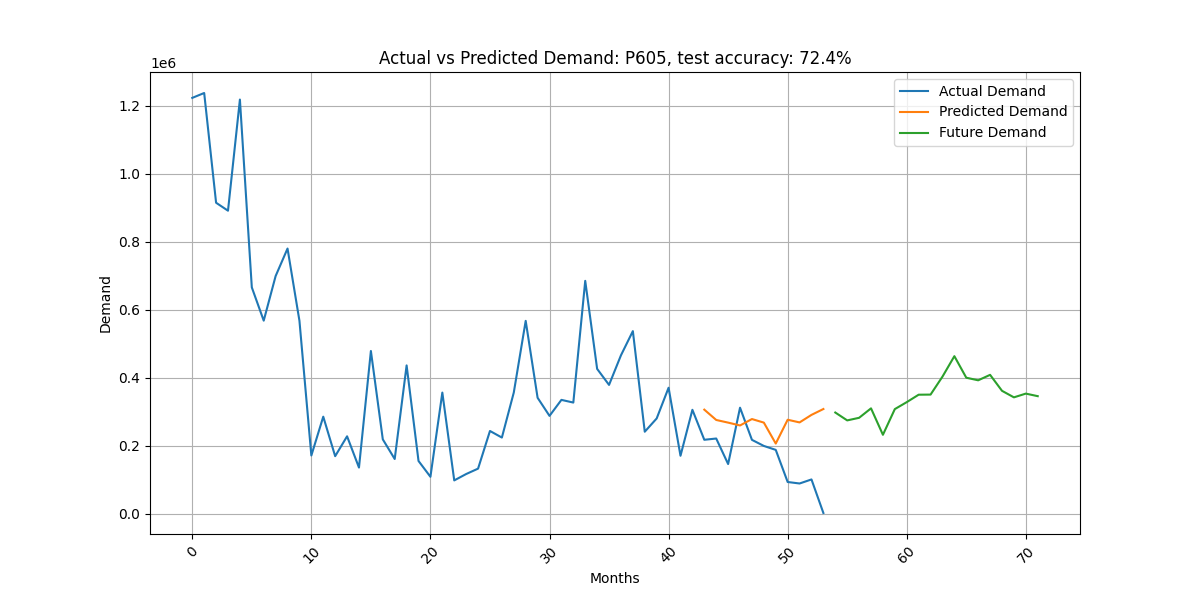 Actual vs Predicted Demand: P605, test accuracy: 72.4%
1e6
Actual Demand
Predicted Demand
Future Demand
1.2
1.0
0.8
0.6
0.4
0.2
0.0
Demand
0 10 20 30 40 50 60 70
Months